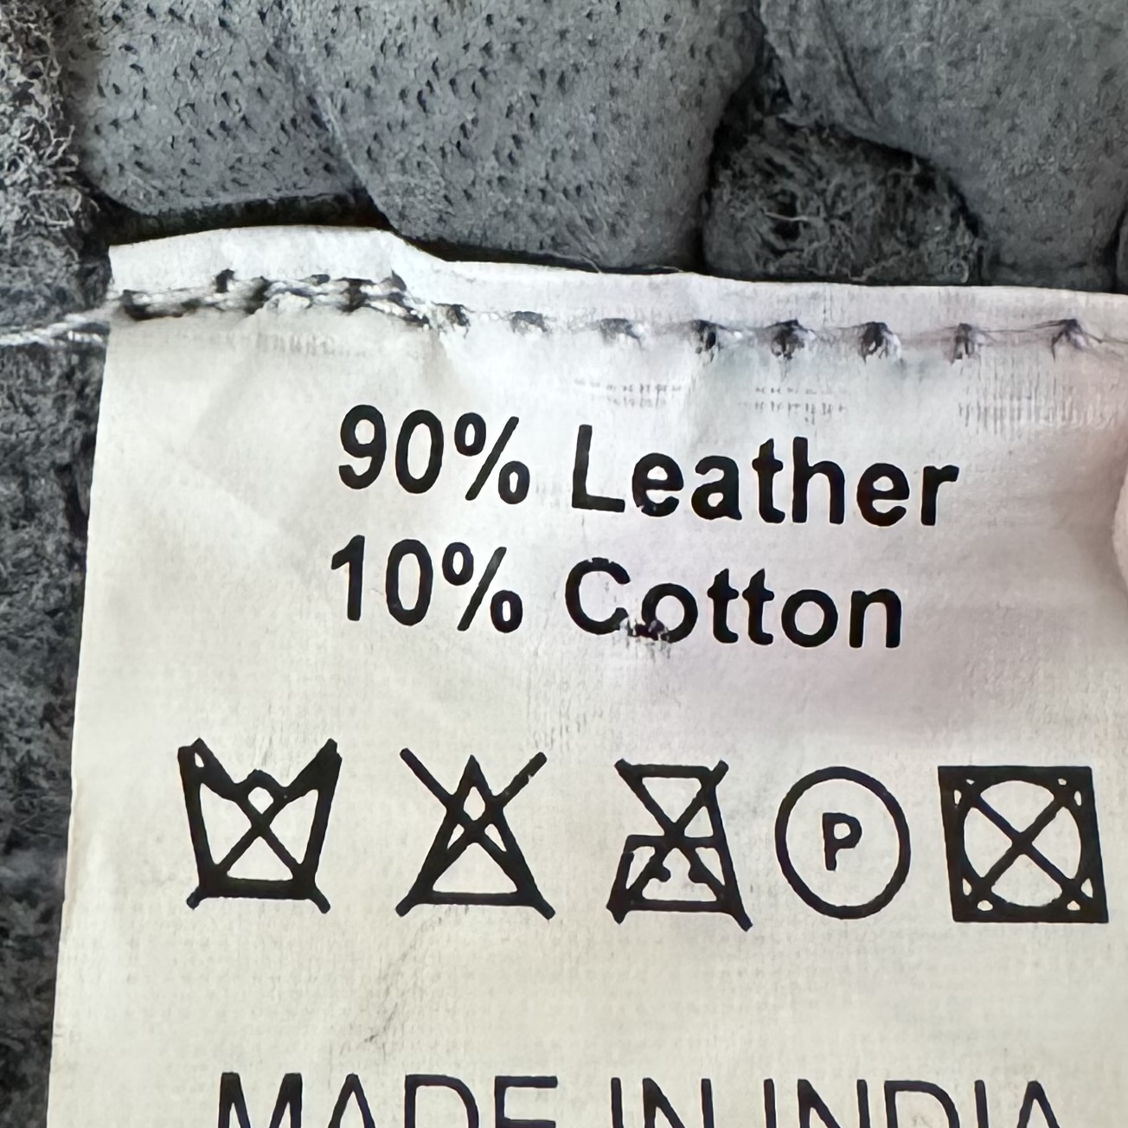 90% Leather
10% Cotton
P
MADE IN INDIA